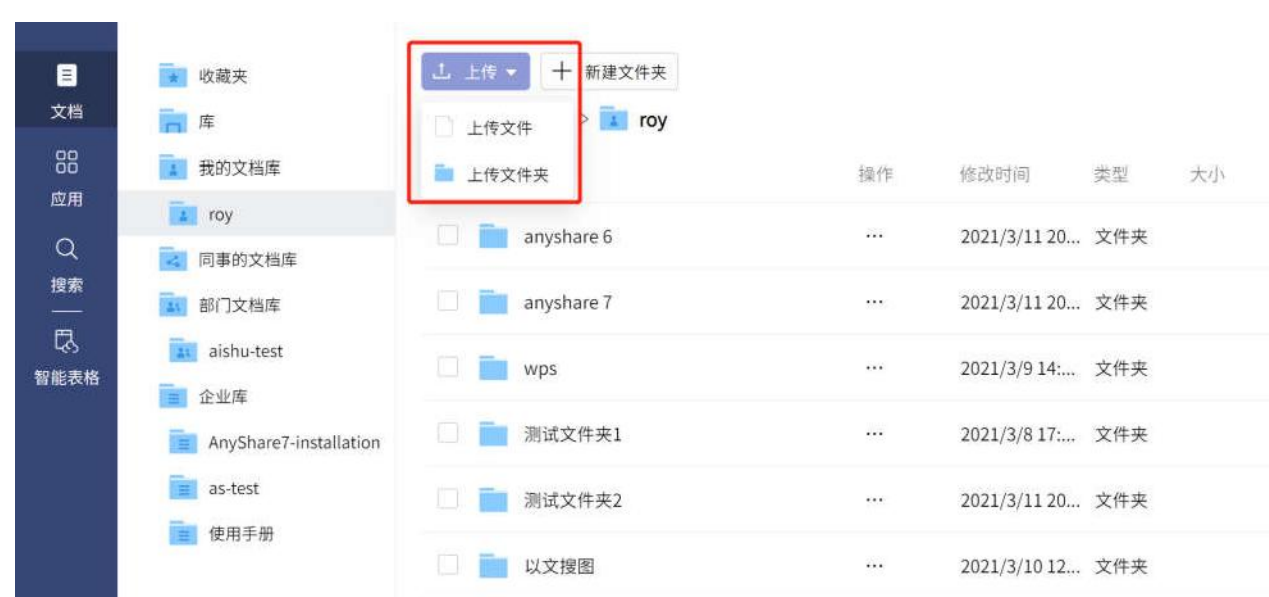 文档
应用
搜索
智能表格
收藏夹
库
我的文档库
roy
同事的文档库
部门文档库
aishu-test
企业库
AnyShare7-installation
as-test
使用手册
上传 新建文件夹
上传文件
上传文件夹
> roy
操作 修改时间 类型 大小
anyshare 6 ... 2021/3/11 20... 文件夹
anyshare 7 ... 2021/3/11 20... 文件夹
wps ... 2021/3/9 14:... 文件夹
测试文件夹1 ... 2021/3/8 17:... 文件夹
测试文件夹2 ... 2021/3/11 20... 文件夹
以文搜图 ... 2021/3/10 12... 文件夹